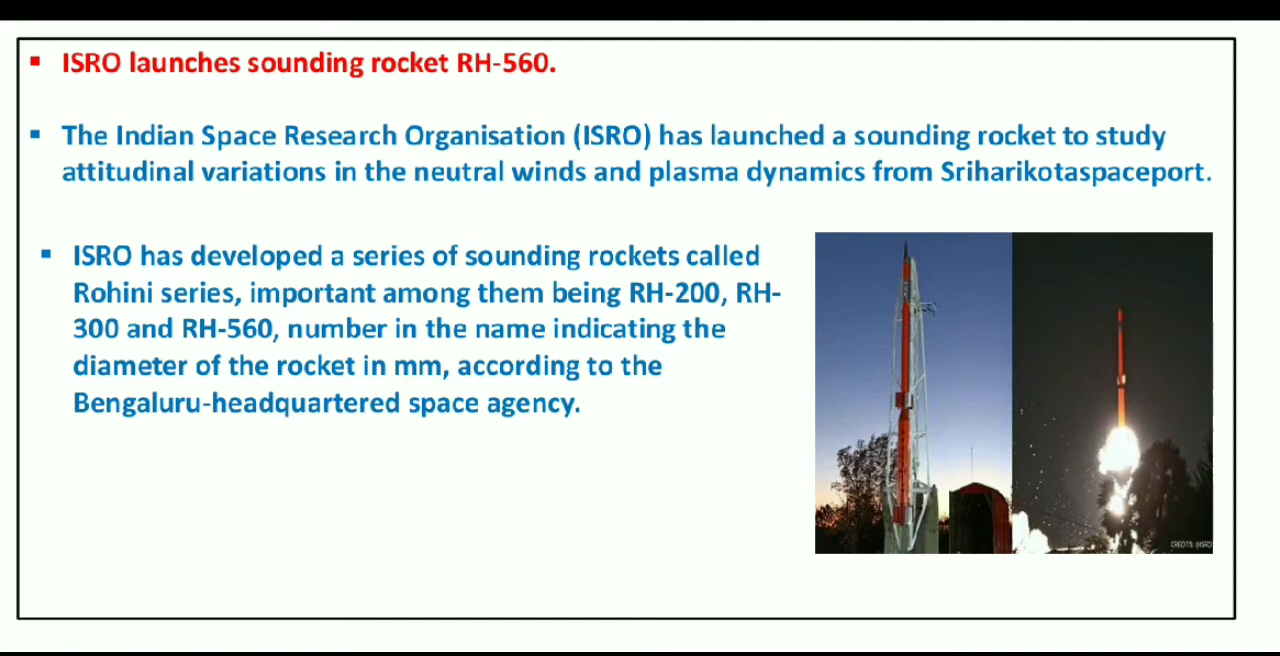 ISRO launches sounding rocket RH-560.
The Indian Space Research Organisation (ISRO) has launched a sounding rocket to study
attitudinal variations in the neutral winds and plasma dynamics from Sriharikotaspaceport.
ISRO has developed a series of sounding rockets called
Rohini series, important among them being RH-200, RH-
300 and RH-560, number in the name indicating the
diameter of the rocket in mm, according to the
Bengaluru-headquartered space agency.
CREDITS: @ISRO